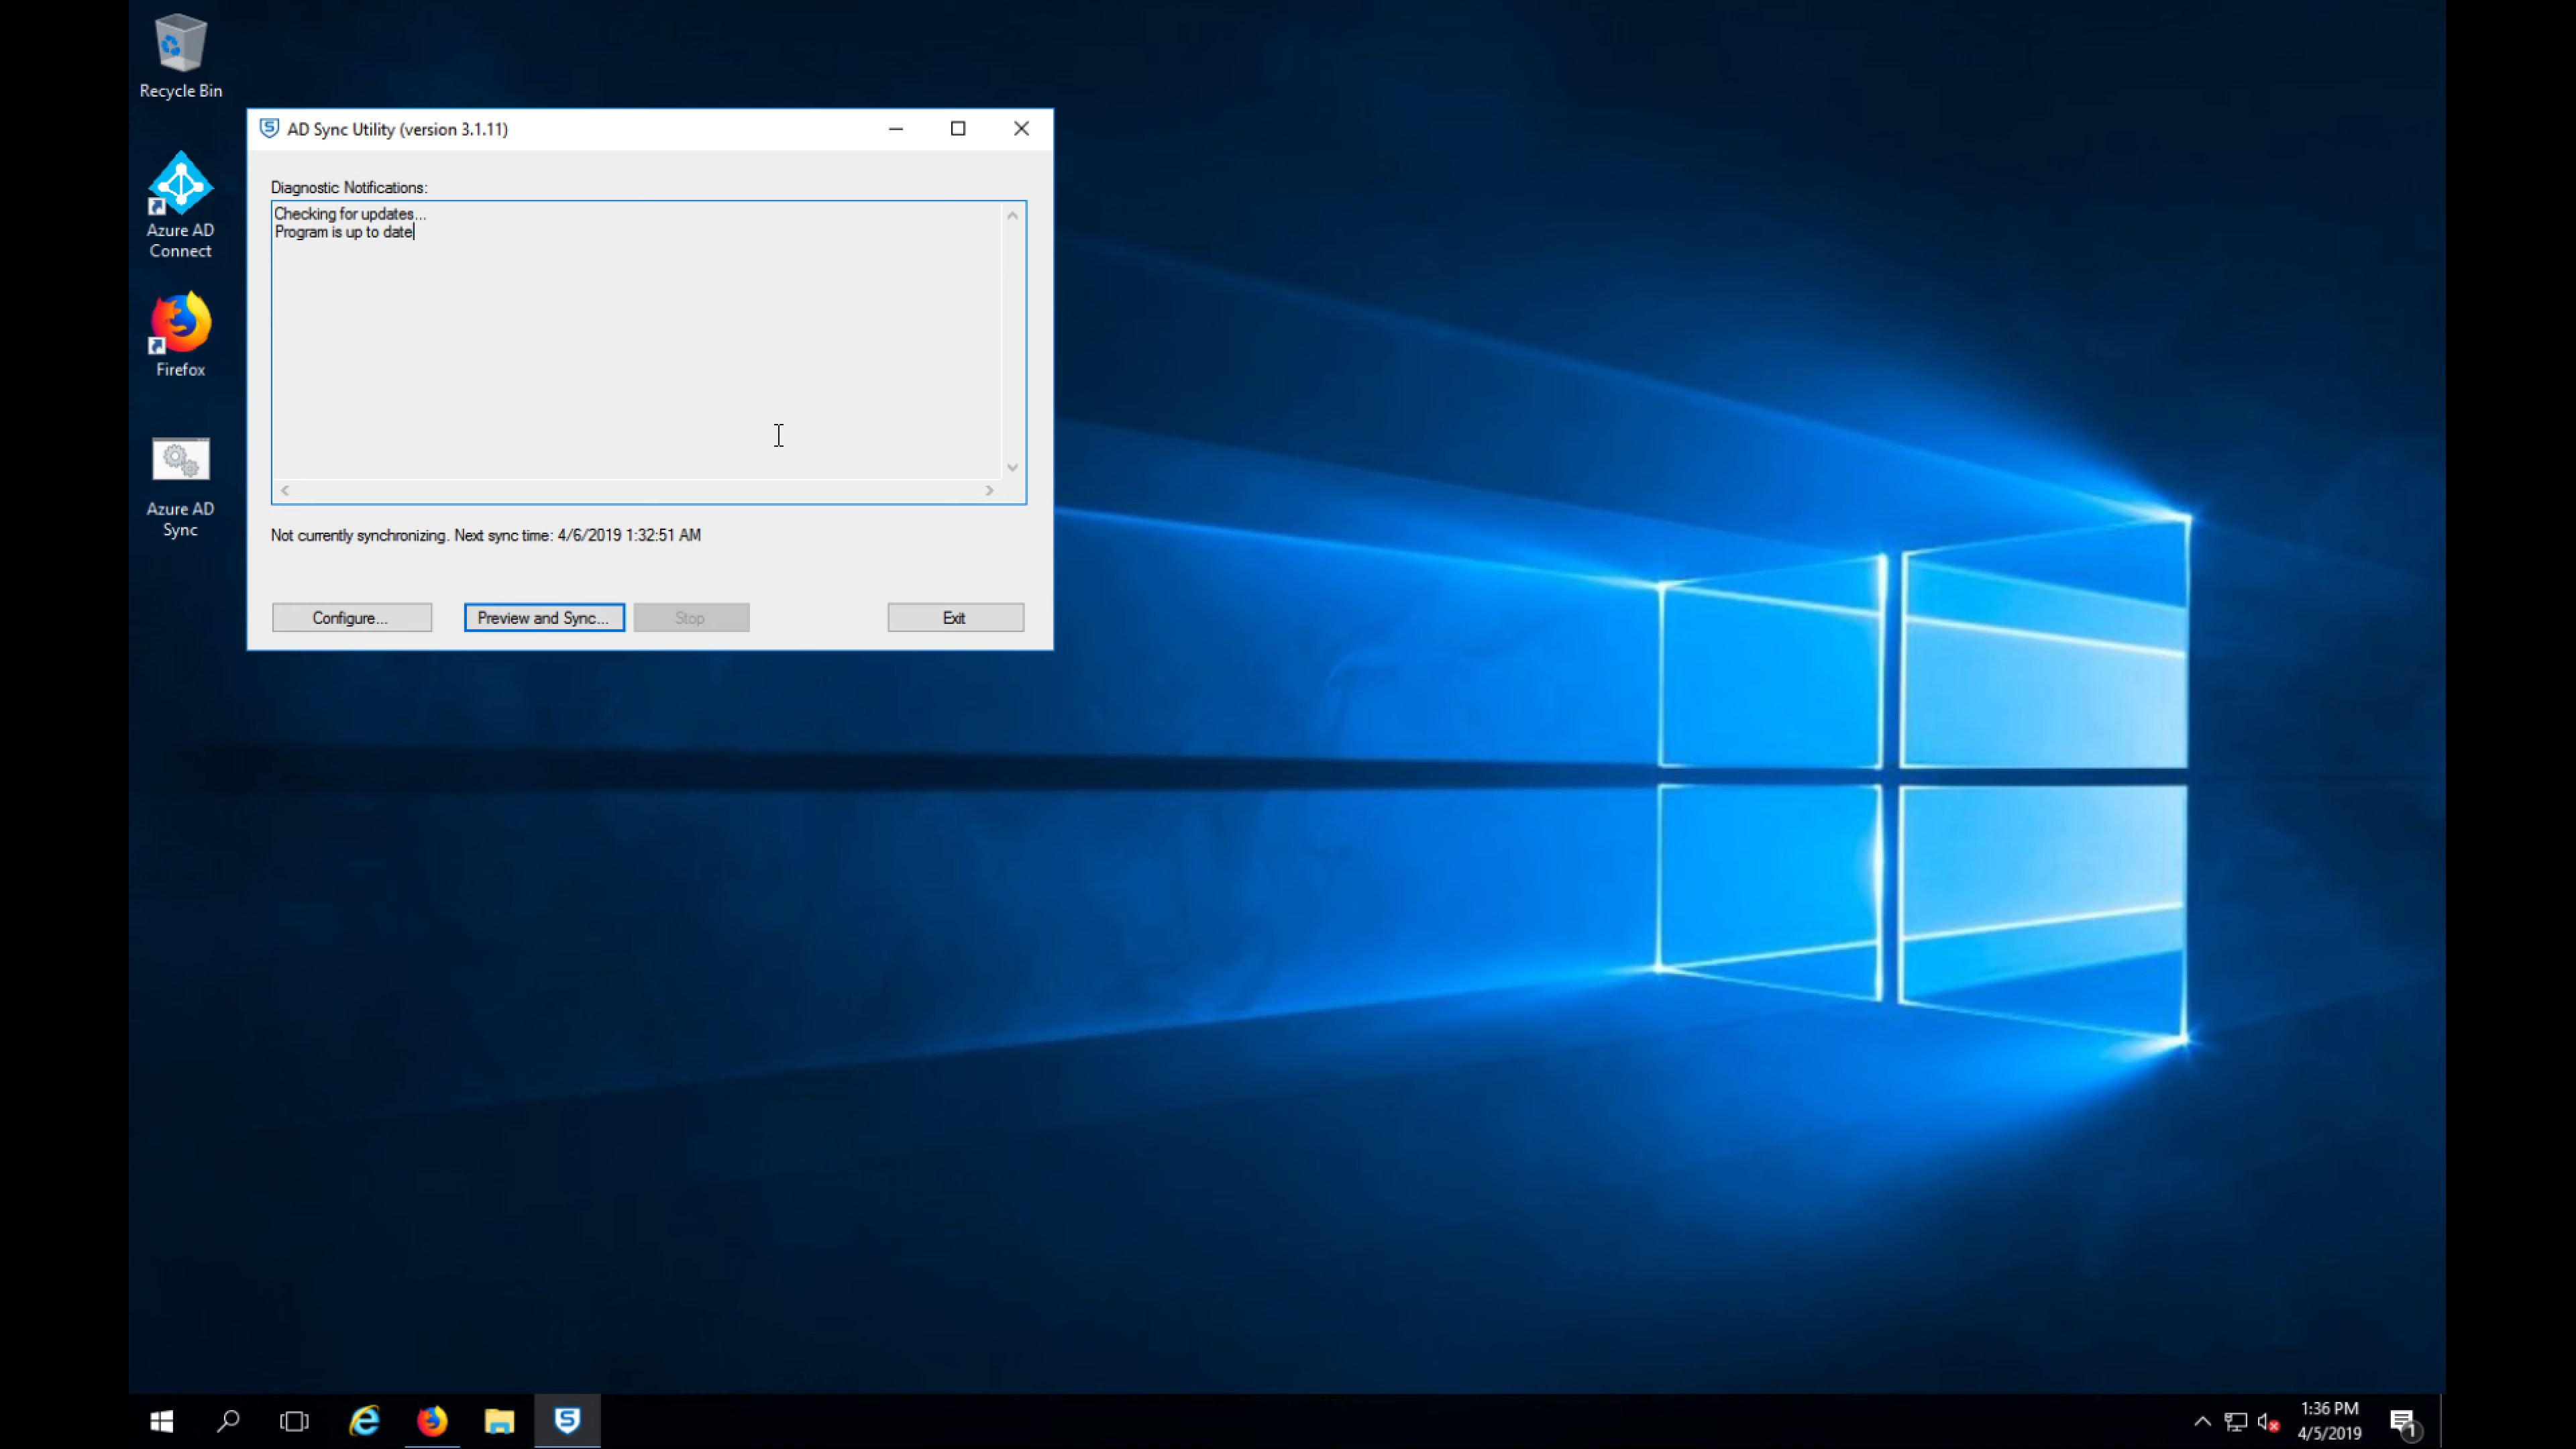 Recycle Bin
AD Sync Utility (version 3.1.11)
Diagnostic Notifications:
Checking for updates...
Program is up to date
Azure AD
Connect
Firefox
Azure AD
Sync
Not currently synchronizing. Next sync time: 4/6/2019 1:32:51 AM
Configure...
Preview and Sync...
Stop
Exit
1:36 PM
4/5/2019
1